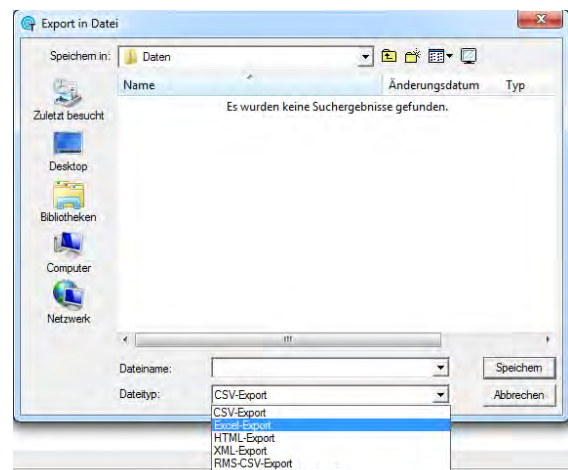 Export in Datei
Speichern in:
Daten
Name
Änderungsdatum
Typ
Es wurden keine Suchergebnisse gefunden.
Zuletzt besucht
Desktop
Bibliotheken
Computer
Netzwerk
Dateiname:
Speichern
Dateityp:
CSV-Export
Abbrechen
CSV-Export
Excel-Export
HTML-Export
XML-Export
RMS-CSV-Export